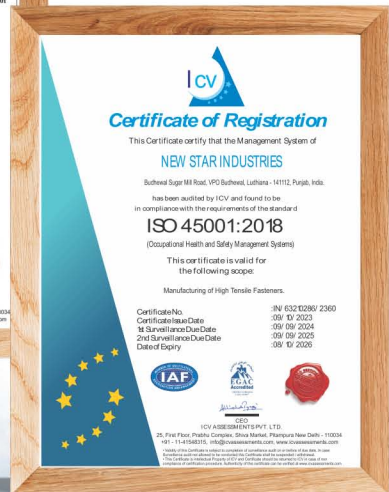 ICV
Certificate of Registration
This Certificate certify that the Management System of
NEW STAR INDUSTRIES
Budhewal Suger Mill Road, VPO Budhewal, Ludhiana - 141112, Punjab, India.
has been audited by ICV and found to be
in compliance with the requirements of the standard
ISO 45001:2018
(Occupational Health and Safety Management Systems)
This certificate is valid for
the following scope:
Manufacturing of High Tensile Fasteners.
Certificate No. :IN/ 63210286/ 2360
Certificate Issue Date :09/ 10/ 2023
1st Surveillance Due Date :09/ 09/ 2024
2nd Surveillance Due Date :09/ 09/ 2025
Date of Expiry :08/ 10/ 2026
IAF
EGAC
Accredited
CEO
ICV ASSESSMENTS PVT. LTD.
25, First Floor, Prabhu Complex, Shiva Market, Pitampura New Delhi - 110034
+91 - 11-41548315, info@icvassessments.com, www.icvassessments.com